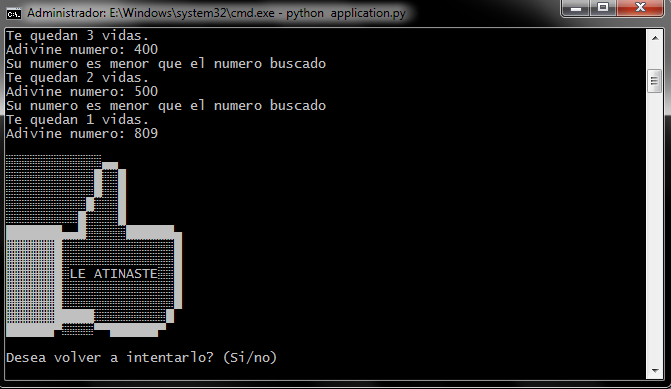 Administrador: E:\Windows\system32\cmd.exe - python  application.py
Te quedan 3 vidas.
Adivine numero: 400
Su numero es menor que el numero buscado
Te quedan 2 vidas.
Adivine numero: 500
Su numero es menor que el numero buscado
Te quedan 1 vidas.
Adivine numero: 809
LE ATINASTE
Desea volver a intentarlo? (Si/no)